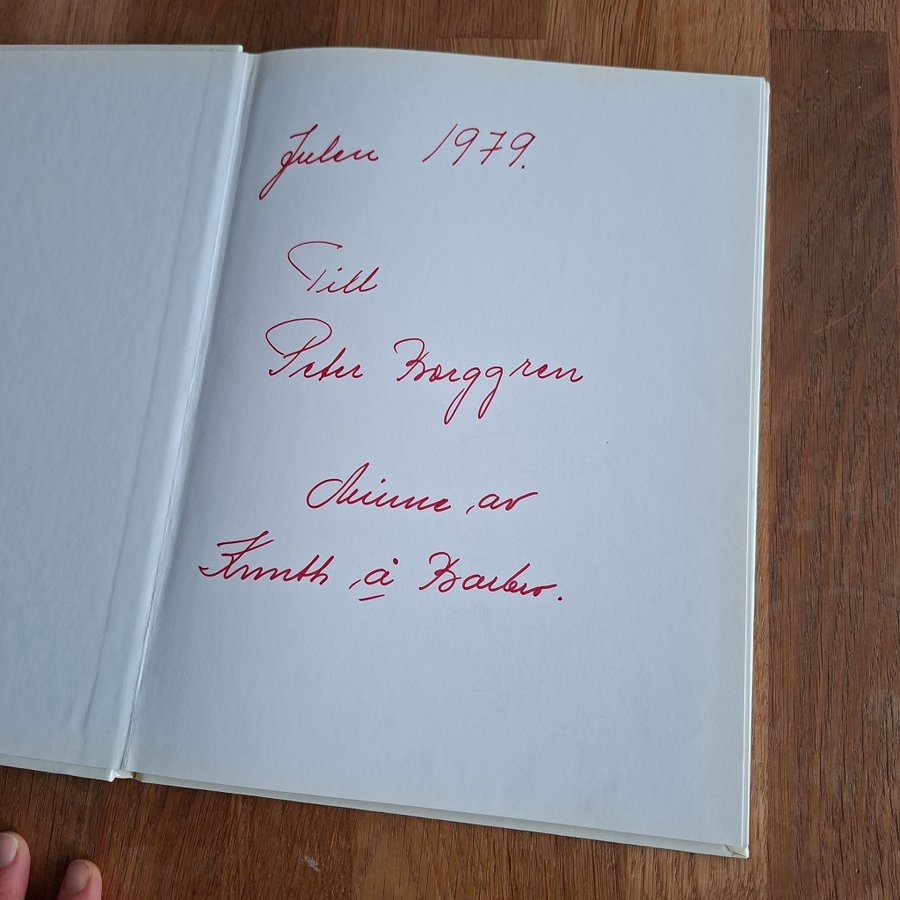 Julen 1979.
Till
Peter Borggren
Minne av
Knuth å Barbro.